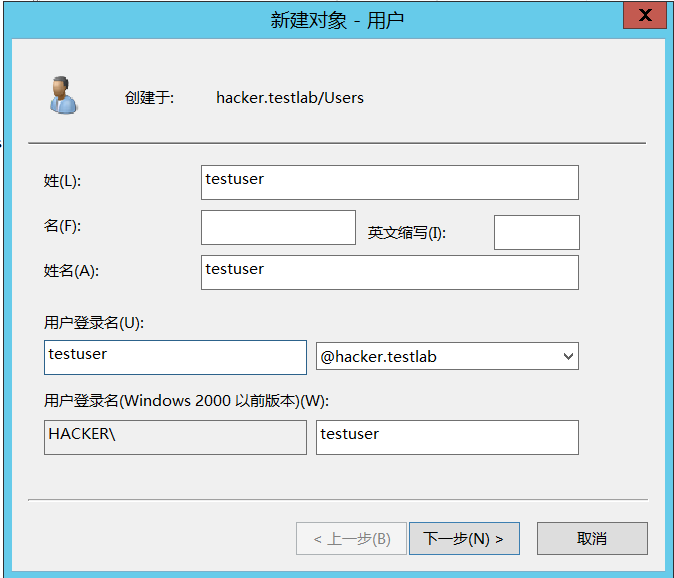 新建对象 - 用户
X
创建于: hacker.testlab/Users
姓(L): testuser
名(F): 英文缩写(I):
姓名(A): testuser
用户登录名(U):
testuser @hacker.testlab
用户登录名(Windows 2000 以前版本)(W):
HACKER\ testuser
< 上一步(B) 下一步(N) > 取消